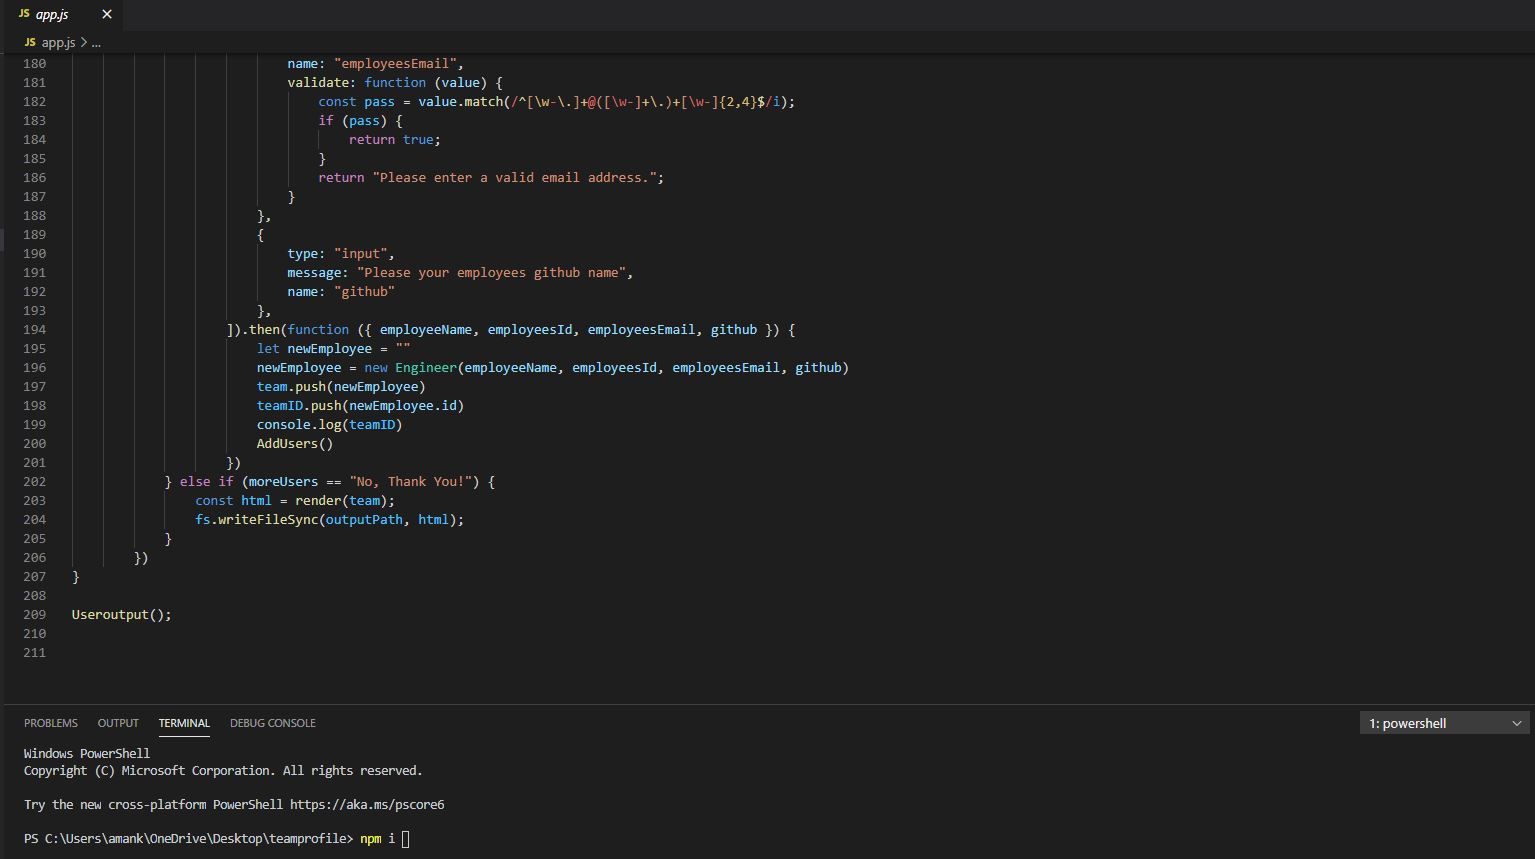 JS app.js ×
JS app.js > ...
180 name: "employeesEmail",
181 validate: function (value) {
182 const pass = value.match(/^[\w-\.]+@([\w-]+\.)+[\w-]{2,4}$/i);
183 if (pass) {
184 return true;
185 }
186 return "Please enter a valid email address.";
187 }
188 },
189 {
190 type: "input",
191 message: "Please your employees github name",
192 name: "github"
193 },
194 ]).then(function ({ employeeName, employeesId, employeesEmail, github }) {
195 let newEmployee = ""
196 newEmployee = new Engineer(employeeName, employeesId, employeesEmail, github)
197 team.push(newEmployee)
198 teamID.push(newEmployee.id)
199 console.log(teamID)
200 AddUsers()
201 })
202 } else if (moreUsers == "No, Thank You!") {
203 const html = render(team);
204 fs.writeFileSync(outputPath, html);
205 }
206 })
207 }
208
209 Useroutput();
210
211
PROBLEMS OUTPUT TERMINAL DEBUG CONSOLE 1: powershell
Windows PowerShell
Copyright (C) Microsoft Corporation. All rights reserved.
Try the new cross-platform PowerShell https://aka.ms/pscore6
PS C:\Users\amank\OneDrive\Desktop\teamprofile> npm i